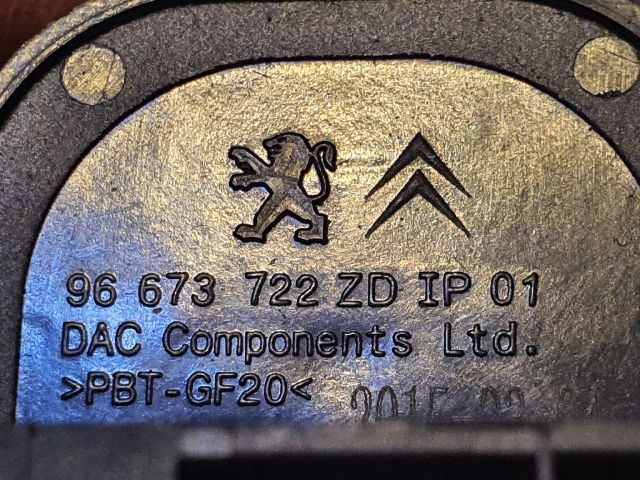 96 673 722 ZD IP 01
DAC Components Ltd.
>PBT-GF20<